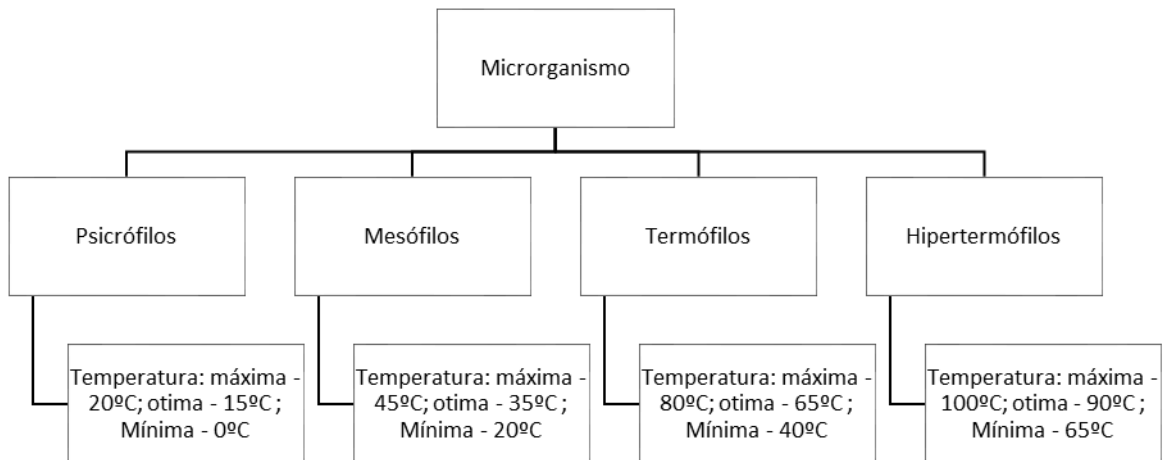 Microrganismo
Psicrófilos
Mesófilos
Termófilos
Hipertermófilos
Temperatura: máxima -
20ºC; otima - 15ºC ;
Mínima - 0ºC
Temperatura: máxima -
45ºC; otima - 35ºC ;
Mínima - 20ºC
Temperatura: máxima -
80ºC; otima - 65ºC ;
Mínima - 40ºC
Temperatura: máxima -
100ºC; otima - 90ºC ;
Mínima - 65ºC